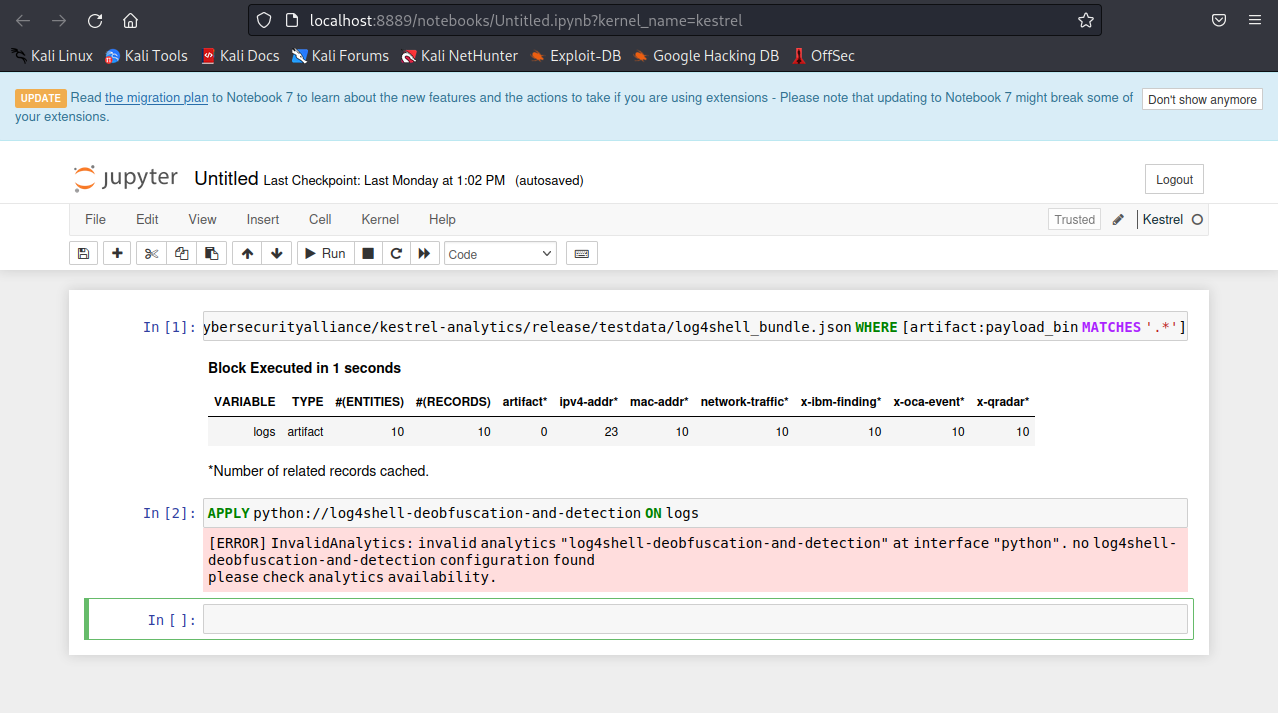 localhost:8889/notebooks/Untitled.ipynb?kernel_name=kestrel
Kali Linux Kali Tools Kali Docs Kali Forums Kali NetHunter Exploit-DB Google Hacking DB OffSec
UPDATE Read the migration plan to Notebook 7 to learn about the new features and the actions to take if you are using extensions - Please note that updating to Notebook 7 might break some of
your extensions.
Don't show anymore
jupyter Untitled Last Checkpoint: Last Monday at 1:02 PM (autosaved)
Logout
File Edit View Insert Cell Kernel Help
Trusted Kestrel
Run Code
In [1]: ybersecurityalliance/kestrel-analytics/release/testdata/log4shell_bundle.json WHERE [artifact:payload_bin MATCHES '.*']
Block Executed in 1 seconds
VARIABLE TYPE #(ENTITIES) #(RECORDS) artifact* ipv4-addr* mac-addr* network-traffic* x-ibm-finding* x-oca-event* x-qradar*
logs artifact 10 10 0 23 10 10 10 10 10
*Number of related records cached.
In [2]: APPLY python://log4shell-deobfuscation-and-detection ON logs
[ERROR] InvalidAnalytics: invalid analytics "log4shell-deobfuscation-and-detection" at interface "python". no log4shell-
deobfuscation-and-detection configuration found
please check analytics availability.
In [ ]: